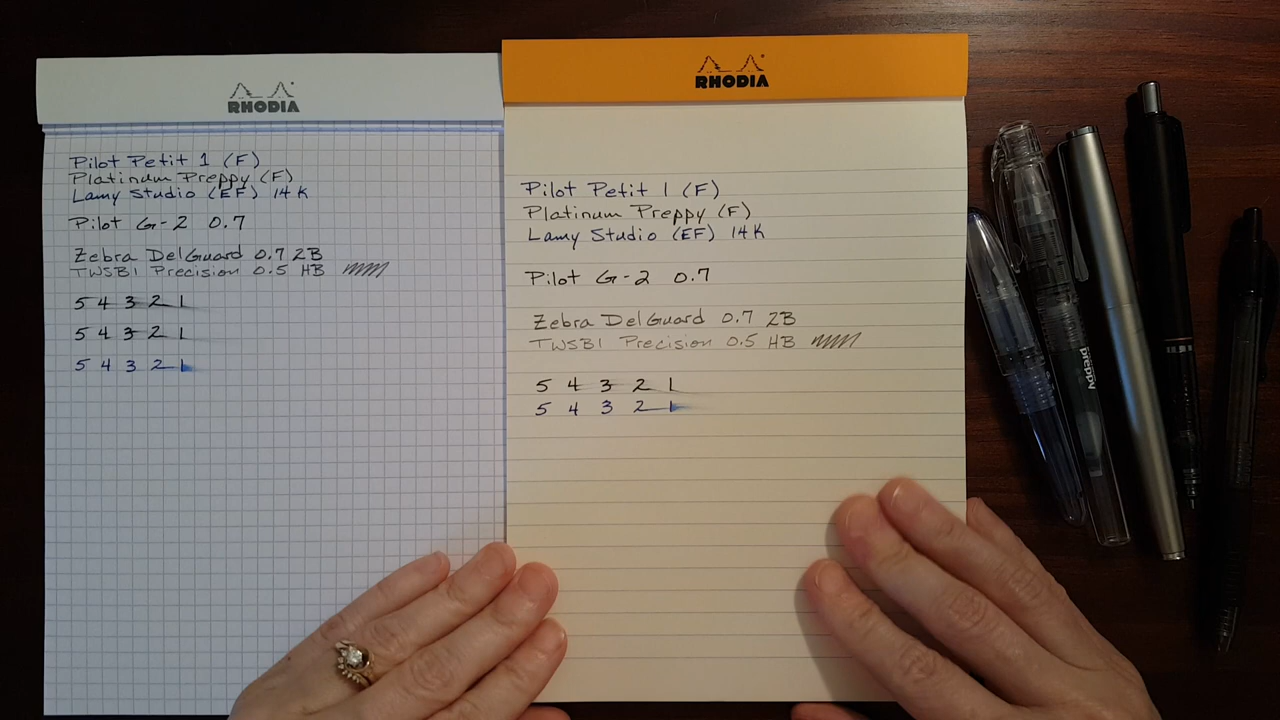 RHODIA
Pilot Petit 1 (F)
Platinum Preppy (F)
Lamy Studio (EF) 14K
Pilot G-2 0.7
Zebra DelGuard 0.7 2B
TWSBI Precision 0.5 HB
5 4 3 2 1
5 4 3 2 1
5 4 3 2 1
RHODIA
Pilot Petit 1 (F)
Platinum Preppy (F)
Lamy Studio (EF) 14K
Pilot G-2 0.7
Zebra DelGuard 0.7 2B
TWSBI Precision 0.5 HB
5 4 3 2 1
5 4 3 2 1
preppy